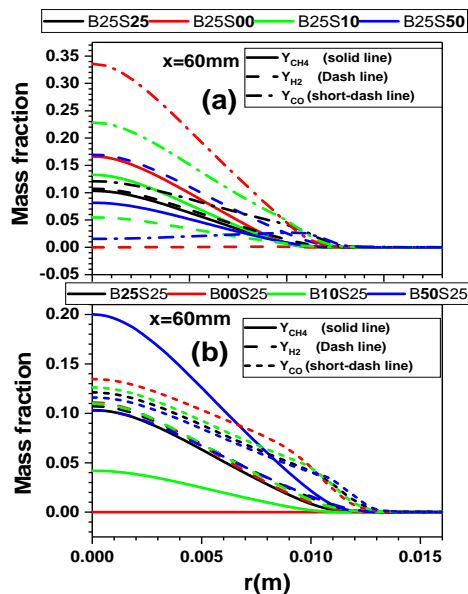 B25S25 B25S00 B25S10 B25S50
x=60mm
Y_CH4 (solid line)
Y_H2 (Dash line)
Y_CO (short-dash line)
(a)
Mass fraction
0.35
0.30
0.25
0.20
0.15
0.10
0.05
0.00
-0.05
B25S25 B00S25 B10S25 B50S25
x=60mm
Y_CH4 (solid line)
Y_H2 (Dash line)
Y_CO (short-dash line)
(b)
Mass fraction
0.20
0.15
0.10
0.05
0.00
0.000 0.005 0.010 0.015
r(m)